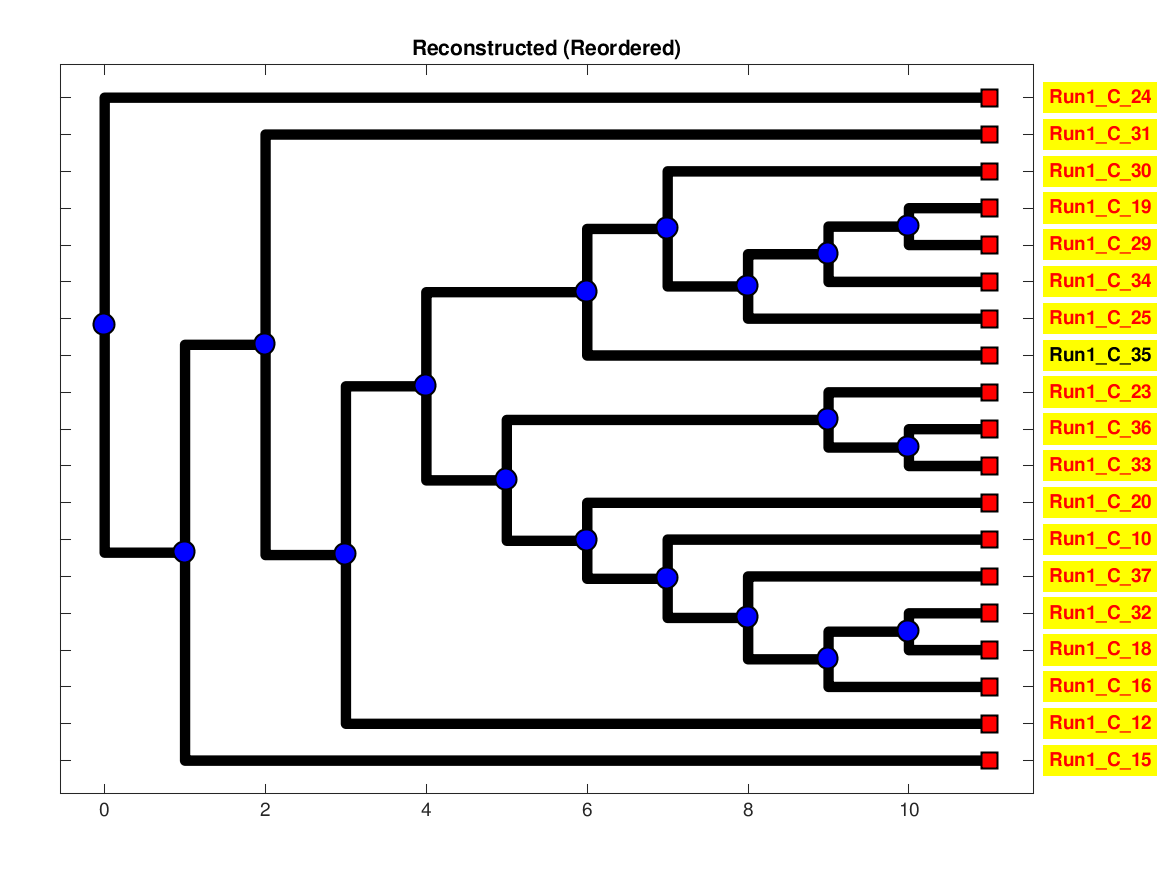 Reconstructed (Reordered)
Run1_C_24
Run1_C_31
Run1_C_30
Run1_C_19
Run1_C_29
Run1_C_34
Run1_C_25
Run1_C_35
Run1_C_23
Run1_C_36
Run1_C_33
Run1_C_20
Run1_C_10
Run1_C_37
Run1_C_32
Run1_C_18
Run1_C_16
Run1_C_12
Run1_C_15
0 2 4 6 8 10